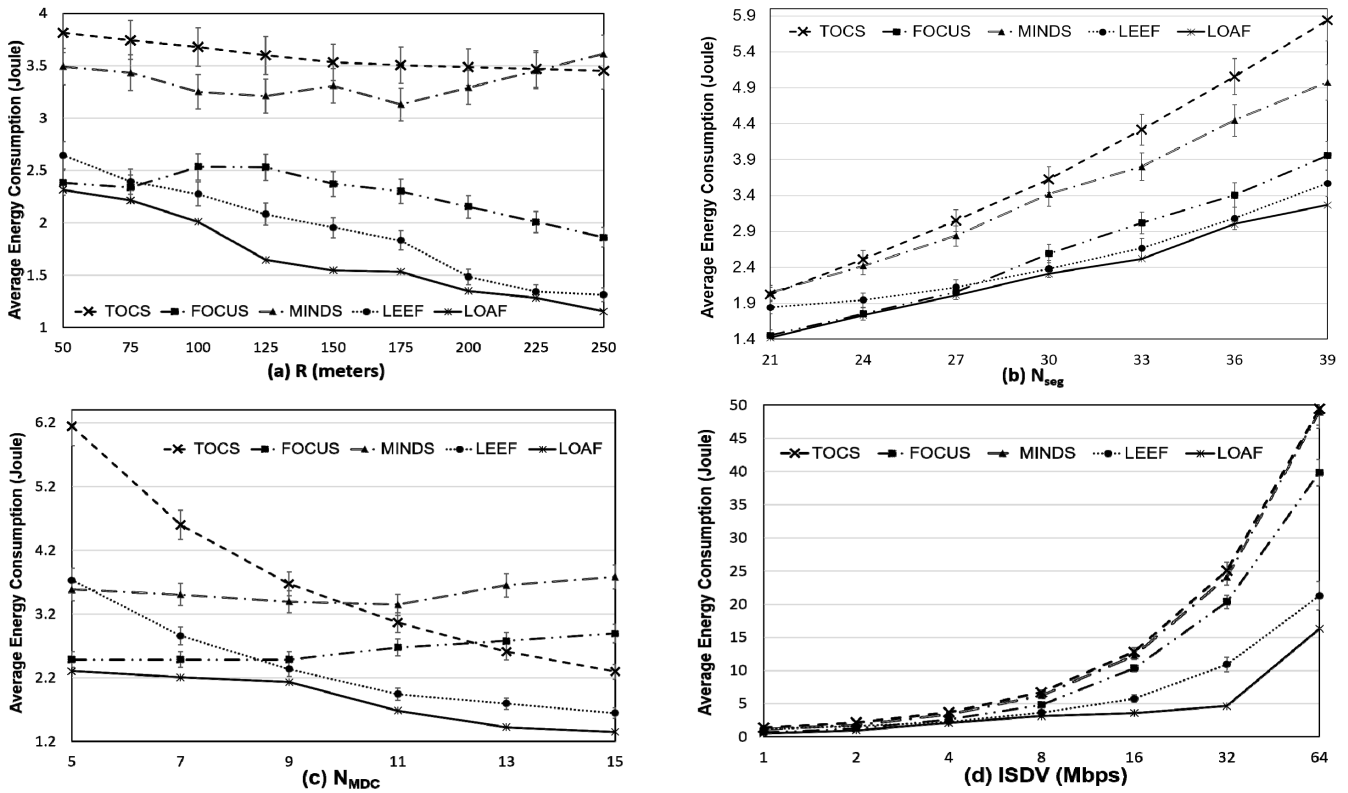 Average Energy Consumption (Joule)
4
3.5
3
2.5
2
1.5
1
TOCS FOCUS MINDS LEEF LOAF
50 75 100 125 150 175 200 225 250
(a) R (meters)
Average Energy Consumption (Joule)
5.9
5.4
4.9
4.4
3.9
3.4
2.9
2.4
1.9
1.4
TOCS FOCUS MINDS LEEF LOAF
21 24 27 30 33 36 39
(b) Nseg
Average Energy Consumption (Joule)
6.2
5.2
4.2
3.2
2.2
1.2
TOCS FOCUS MINDS LEEF LOAF
5 7 9 11 13 15
(c) NMDC
Average Energy Consumption (Joule)
50
45
40
35
30
25
20
15
10
5
0
TOCS FOCUS MINDS LEEF LOAF
1 2 4 8 16 32 64
(d) ISDV (Mbps)